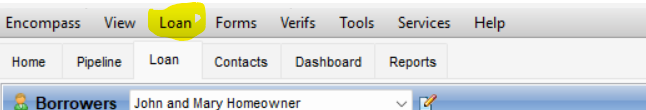 Encompass View Loan Forms Verifs Tools Services Help
Home Pipeline Loan Contacts Dashboard Reports
Borrowers John and Mary Homeowner